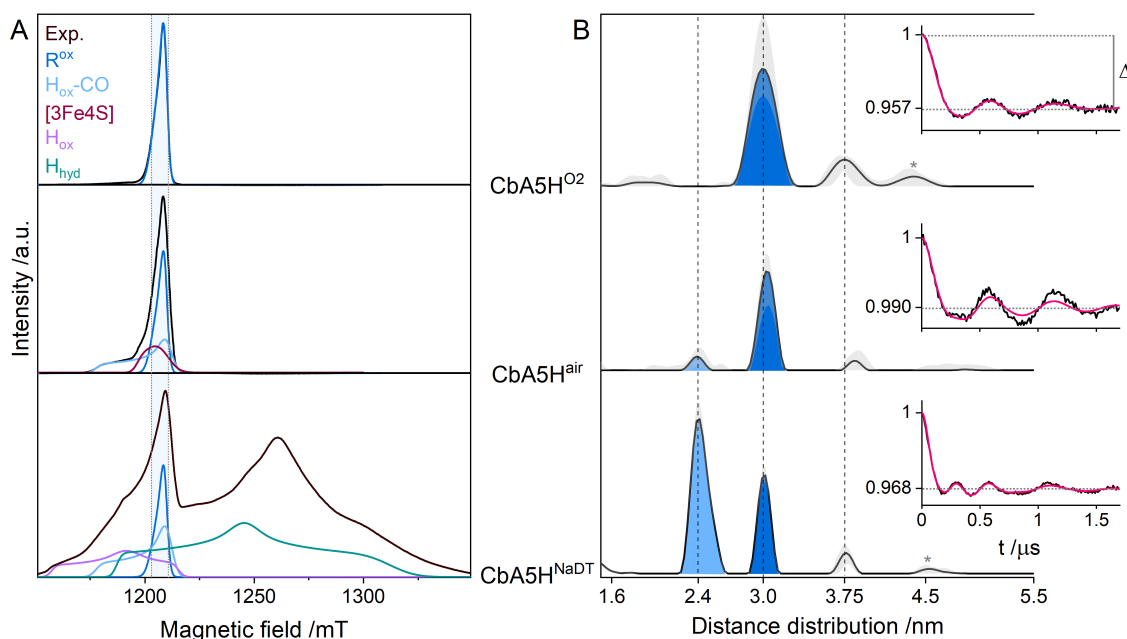 A
Exp.
R^ox
H_ox-CO
[3Fe4S]
H_ox
H_hyd
Intensity /a.u.
1200
1250
1300
Magnetic field /mT
CbA5H^O2
CbA5H^air
CbA5H^NaDT
B
1
0.957
Δ
*
1
0.990
1
0.968
0
0.5
1
1.5
t /μs
*
1.6
2.4
3.0
3.75
4.5
5.5
Distance distribution /nm